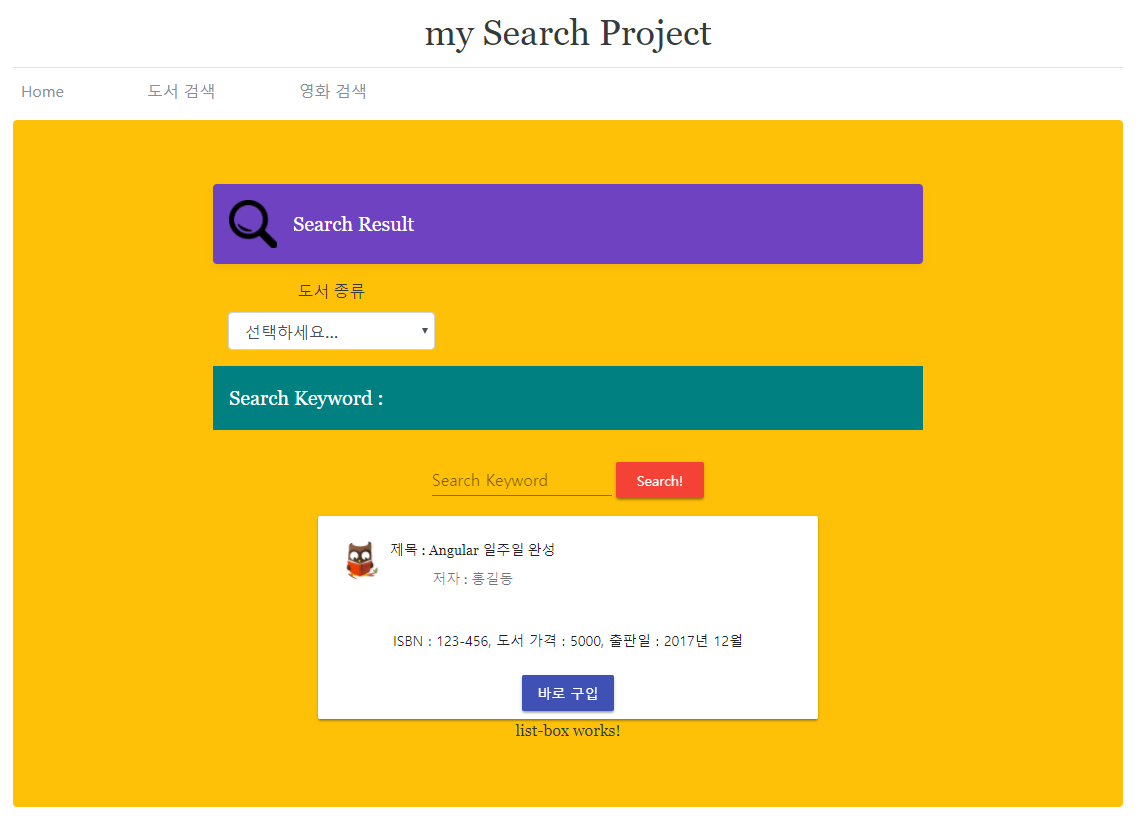 my Search Project
Home 도서 검색 영화 검색
Search Result
도서 종류
선택하세요...
Search Keyword :
Search Keyword Search!
제목 : Angular 일주일 완성
저자 : 홍길동
ISBN : 123-456, 도서 가격 : 5000, 출판일 : 2017년 12월
바로 구입
list-box works!